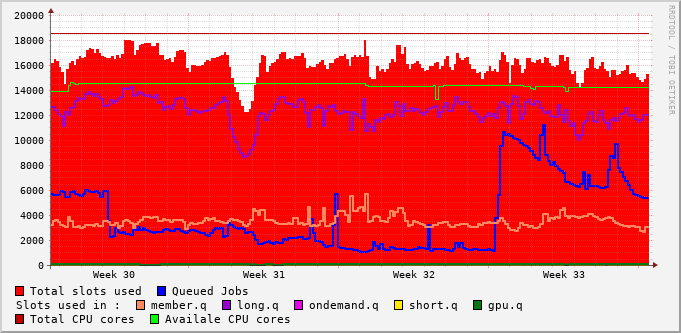 20000
18000
16000
14000
12000
10000
8000
6000
4000
2000
0
Week 30 Week 31 Week 32 Week 33
Total slots used Queued Jobs
Slots used in : member.q long.q ondemand.q short.q gpu.q
Total CPU cores Availale CPU cores
RRDTOOL / TOBI OETIKER